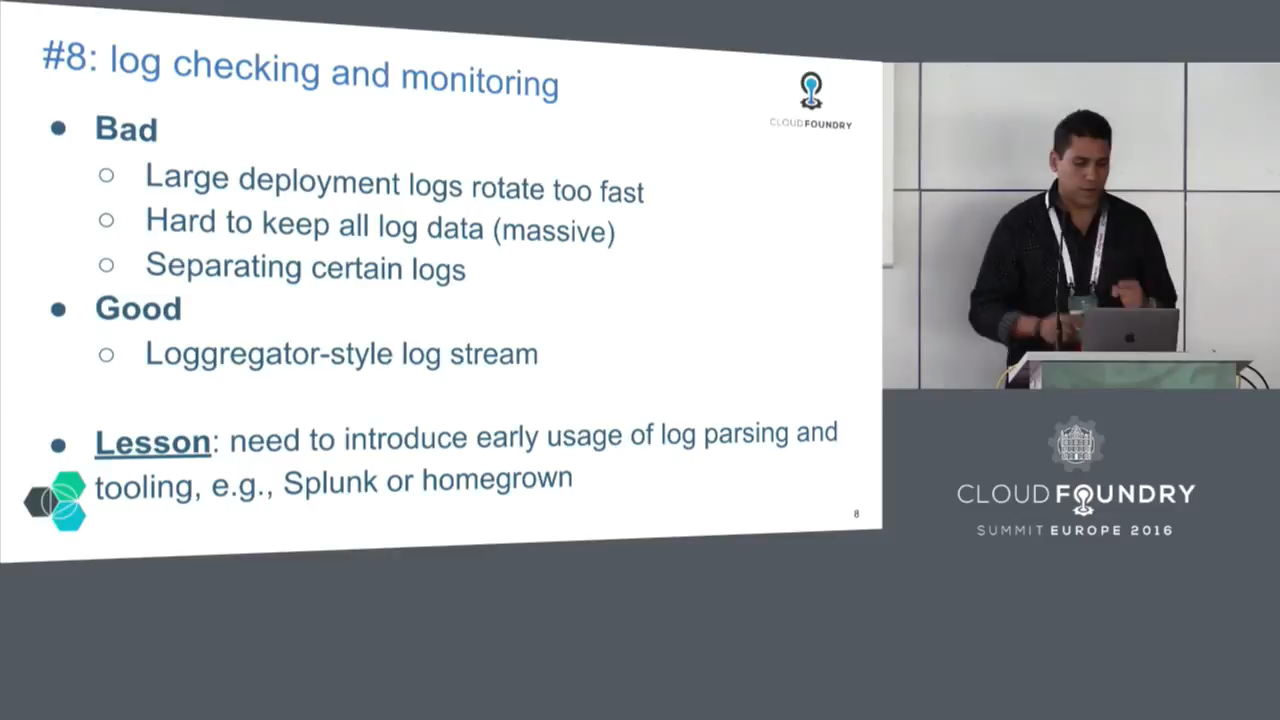 #8: log checking and monitoring
CLOUD FOUNDRY
● Bad
○ Large deployment logs rotate too fast
○ Hard to keep all log data (massive)
○ Separating certain logs
● Good
○ Loggregator-style log stream
● Lesson: need to introduce early usage of log parsing and
tooling, e.g., Splunk or homegrown
8
CLOUD FOUNDRY
SUMMIT EUROPE 2016